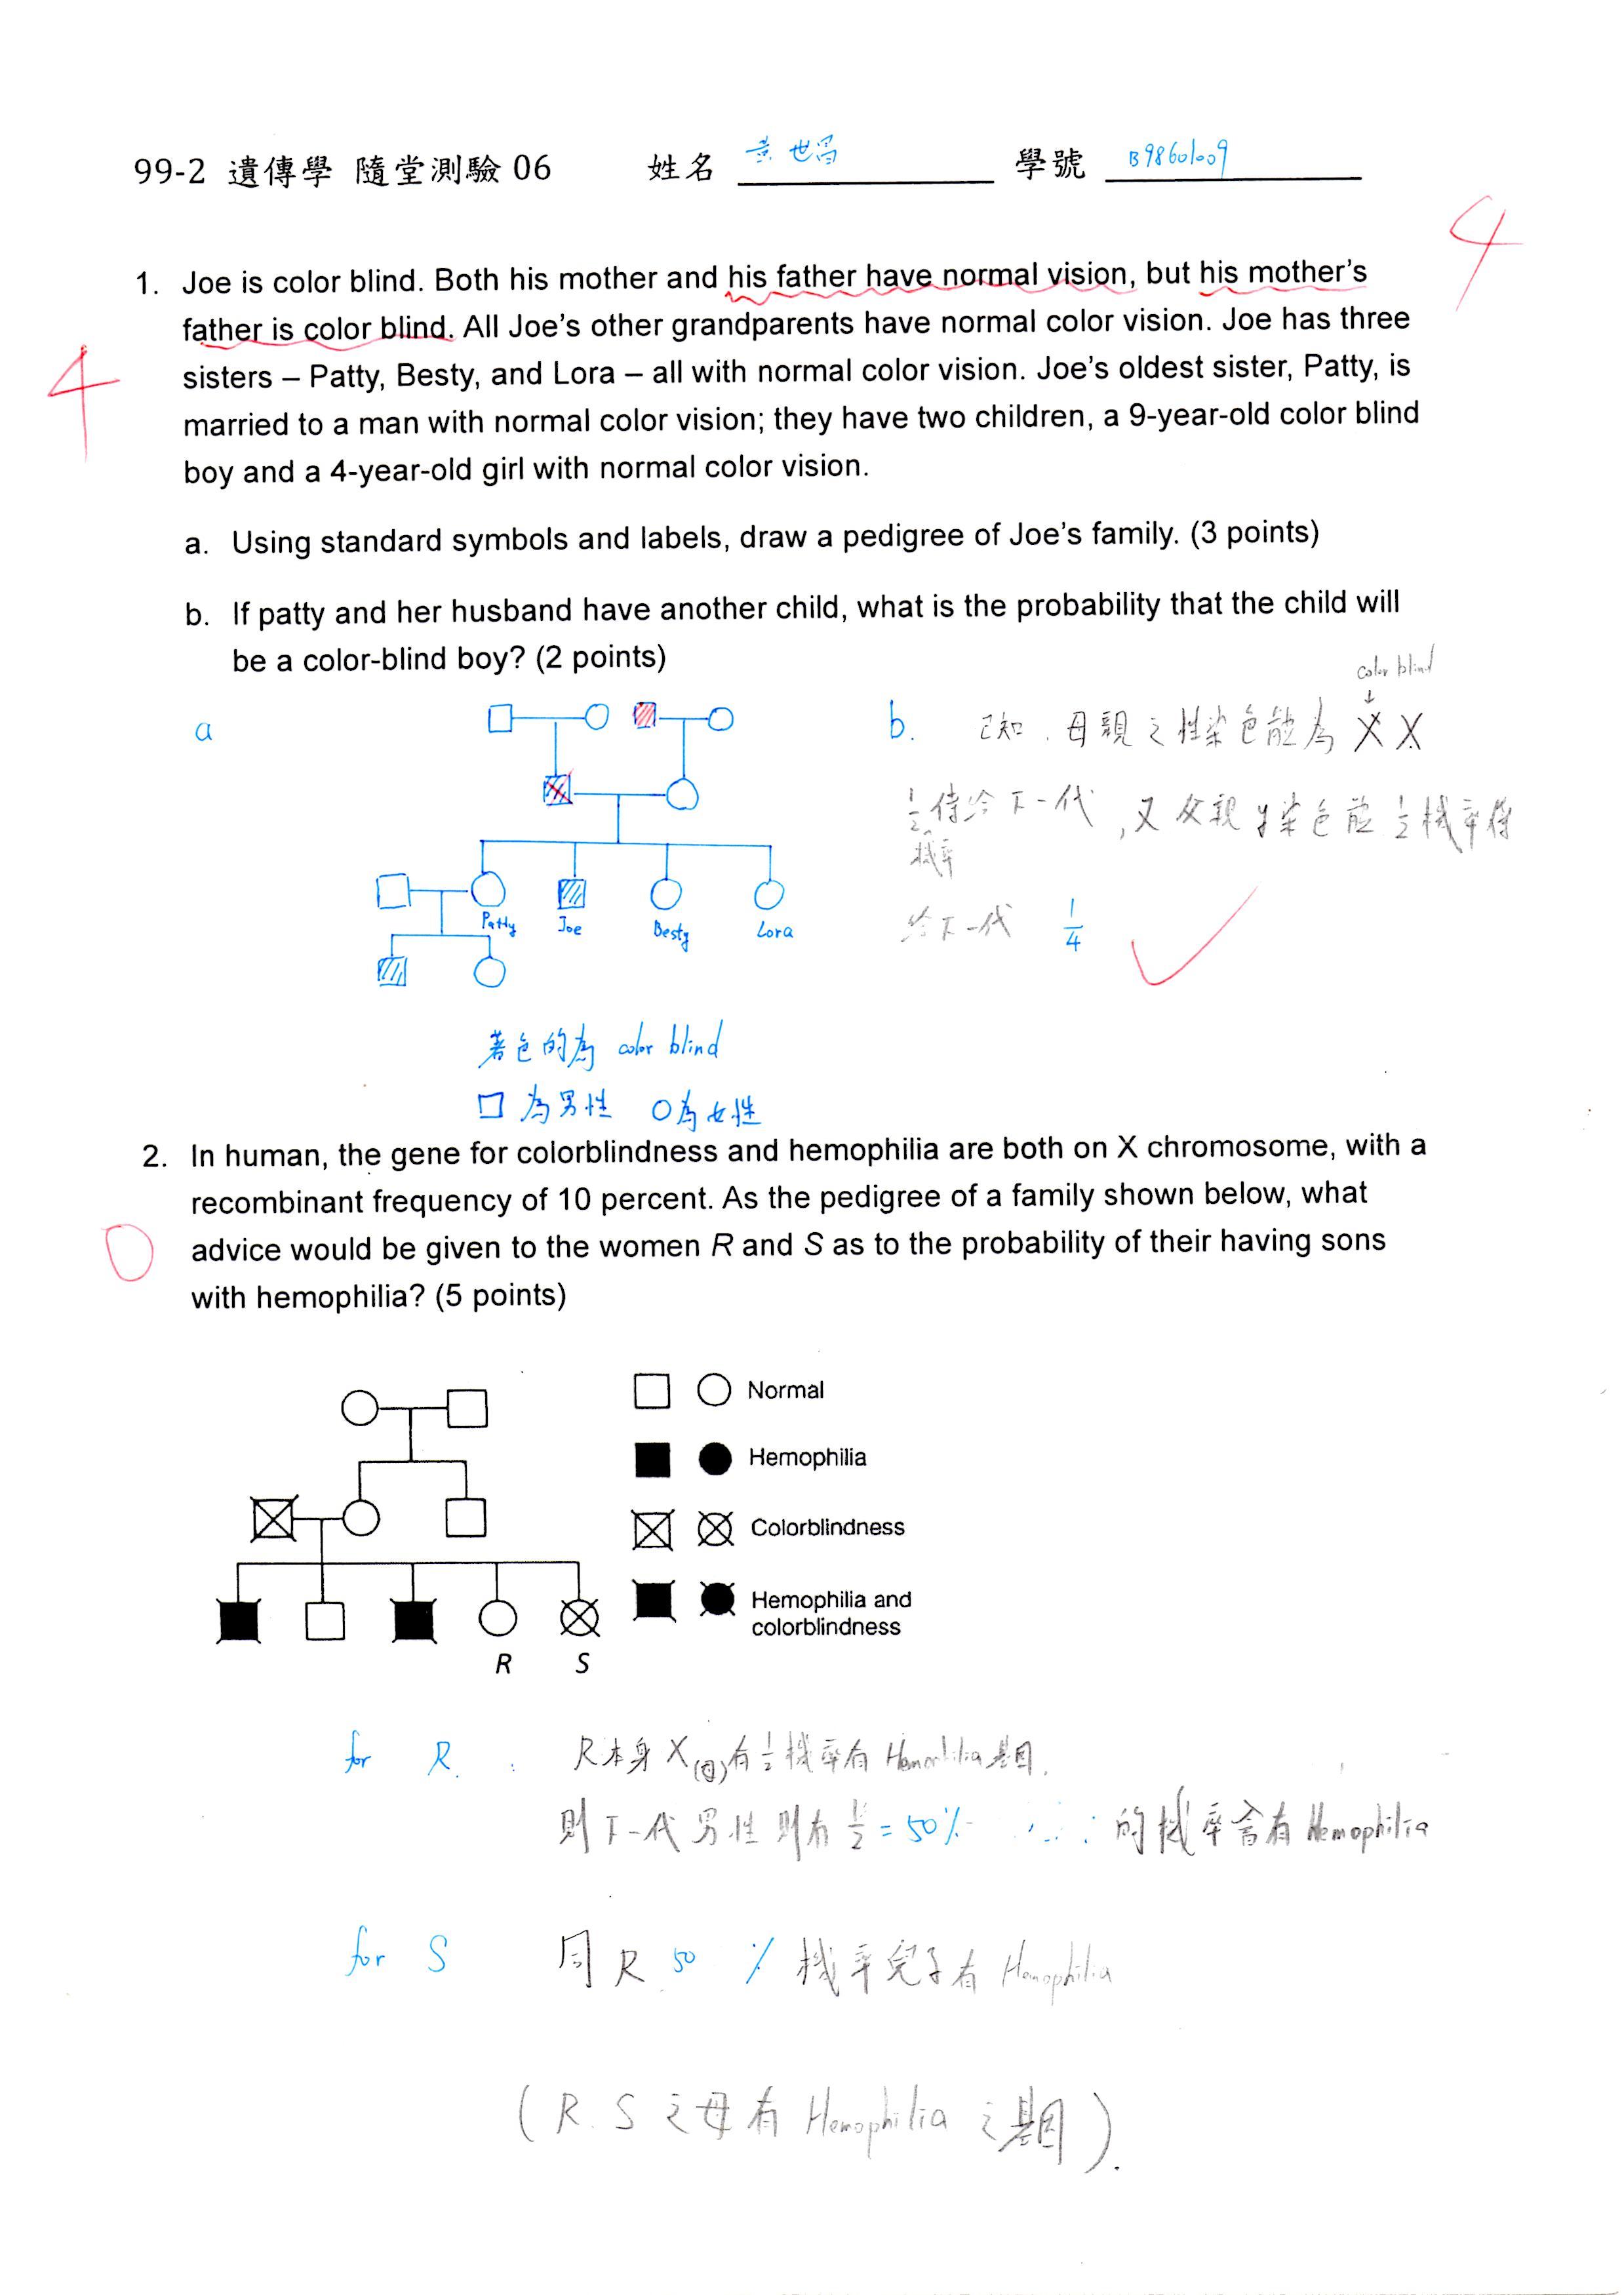 99-2 遺傳學 隨堂測驗 06 姓名 黃世昌 學號 B98601009
4
1. Joe is color blind. Both his mother and his father have normal vision, but his mother's
father is color blind. All Joe's other grandparents have normal color vision. Joe has three
4
sisters – Patty, Besty, and Lora – all with normal color vision. Joe's oldest sister, Patty, is
married to a man with normal color vision; they have two children, a 9-year-old color blind
boy and a 4-year-old girl with normal color vision.
a. Using standard symbols and labels, draw a pedigree of Joe's family. (3 points)
b. If patty and her husband have another child, what is the probability that the child will
be a color-blind boy? (2 points)
a
Patty Joe Besty Lora
著色的為 color blind
□ 為男性 ○為女性
color blind
↓
b. 已知. 母親之性染色體為 X X
1/2 機率 傳給下一代, 又父親 y染色體 1/2 機率傳
給下一代 1/4
2. In human, the gene for colorblindness and hemophilia are both on X chromosome, with a
recombinant frequency of 10 percent. As the pedigree of a family shown below, what
0
advice would be given to the women R and S as to the probability of their having sons
with hemophilia? (5 points)
Normal
Hemophilia
Colorblindness
Hemophilia and
colorblindness
R S
for R : R本身 X(母)有 1/2 機率有 Hemophilia基因.
則下一代男性則有 1/2 = 50% 的機率會有 Hemophilia
for S 同 R 50 % 機率兒子有 Hemophilia
(R. S 之母有 Hemophilia 之基因).